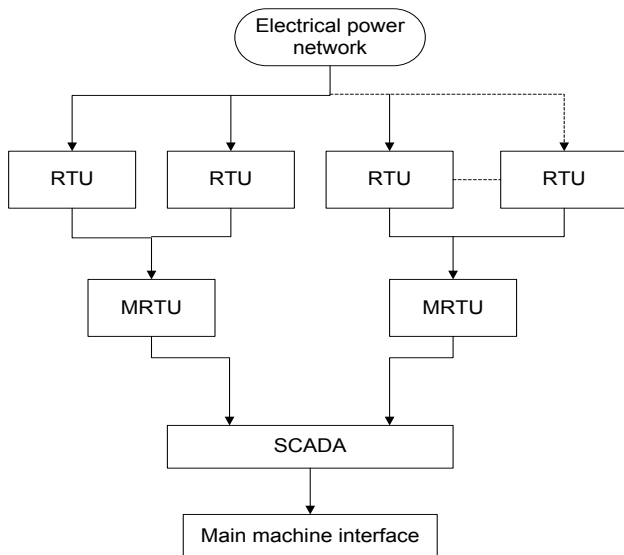 Electrical power
network
RTU
RTU
RTU
RTU
MRTU
MRTU
SCADA
Main machine interface